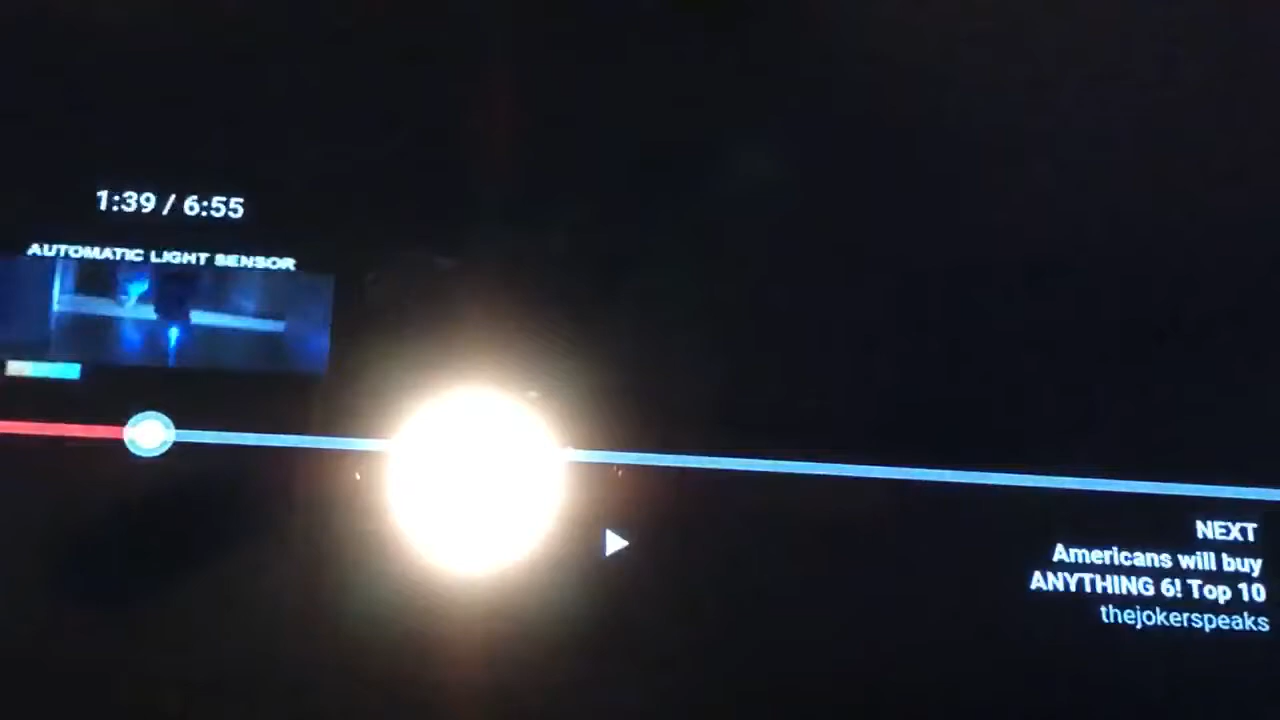 1:39 / 6:55
AUTOMATIC LIGHT SENSOR
NEXT
Americans will buy
ANYTHING 6! Top 10
thejokerspeaks